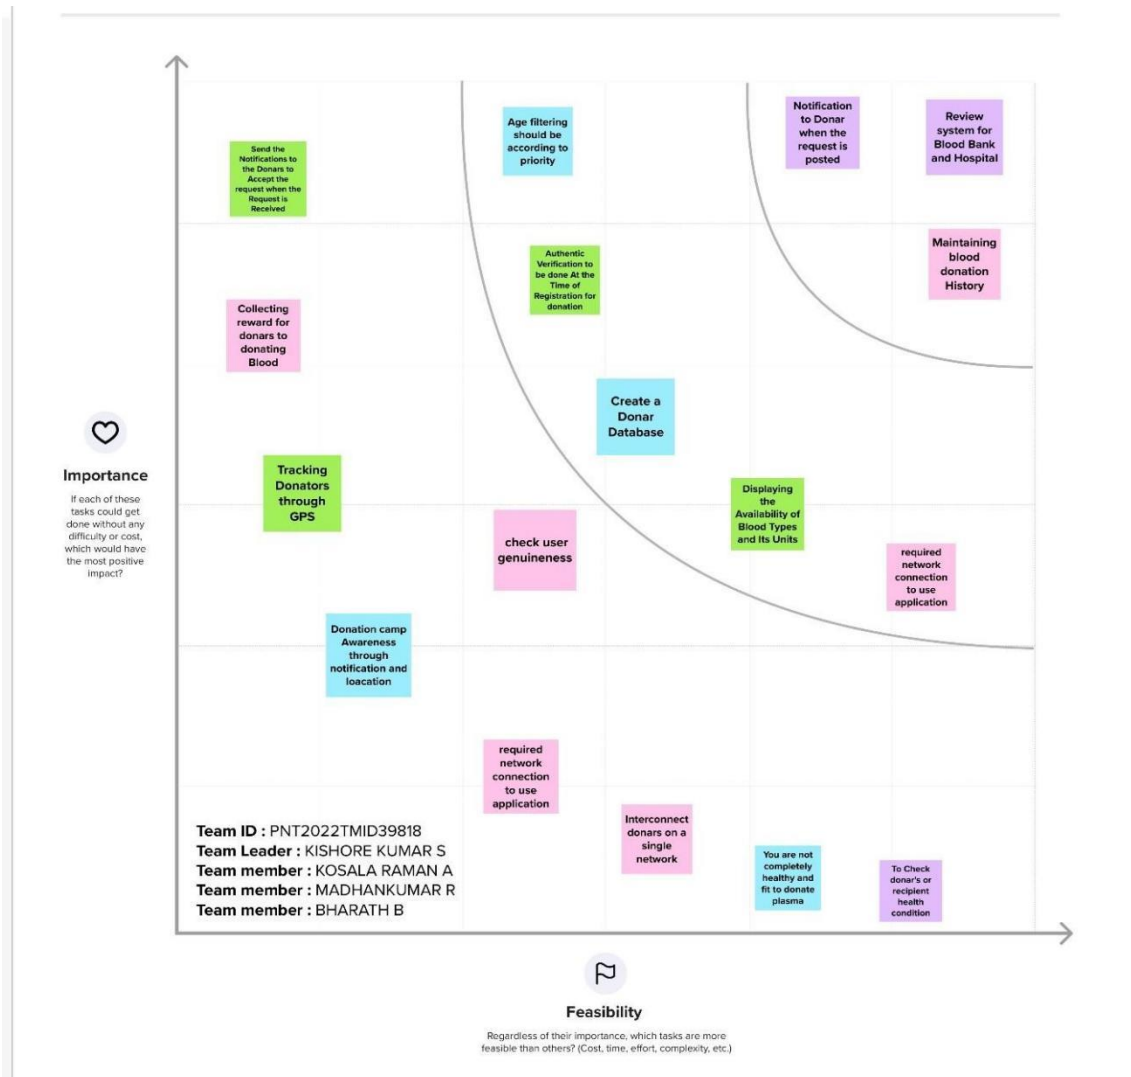 Send the
Notifications to
the Donars to
Accept the
request when the
Request is
Received
Age filtering
should be
according to
priority
Notification
to Donar
when the
request is
posted
Review
system for
Blood Bank
and Hospital
Authentic
Verification to
be done At the
Time of
Registration for
donation
Maintaining
blood
donation
History
Collecting
reward for
donars to
donating
Blood
Create a
Donar
Database
Importance
If each of these
tasks could get
done without any
difficulty or cost,
which would have
the most positive
impact?
Tracking
Donators
through
GPS
Displaying
the
Availability of
Blood Types
and Its Units
check user
genuineness
required
network
connection
to use
application
Donation camp
Awareness
through
notification and
loacation
required
network
connection
to use
application
Interconnect
donars on a
single
network
You are not
completely
healthy and
fit to donate
plasma
To Check
donar's or
recipient
health
condition
Team ID : PNT2022TMID39818
Team Leader : KISHORE KUMAR S
Team member : KOSALA RAMAN A
Team member : MADHANKUMAR R
Team member : BHARATH B
Feasibility
Regardless of their importance, which tasks are more
feasible than others? (Cost, time, effort, complexity, etc.)